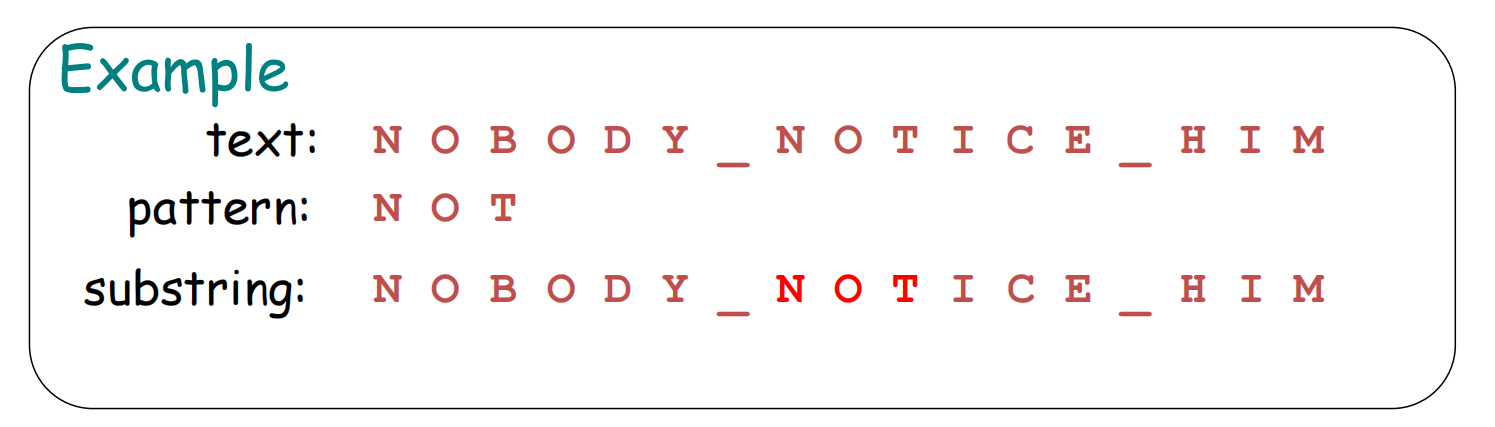 Example
text: N O B O D Y _ N O T I C E _ H I M
pattern: N O T
substring: N O B O D Y _ N O T I C E _ H I M